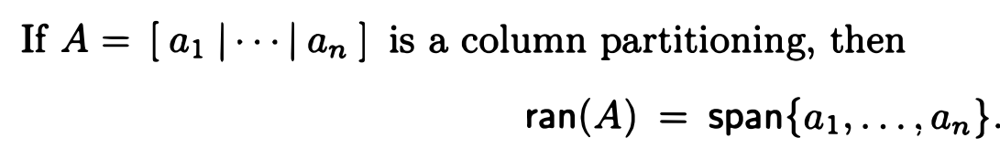 If A = [ a₁ | ⋯ | aₙ ] is a column partitioning, then
ran(A) = span{a₁, . . . , aₙ}.